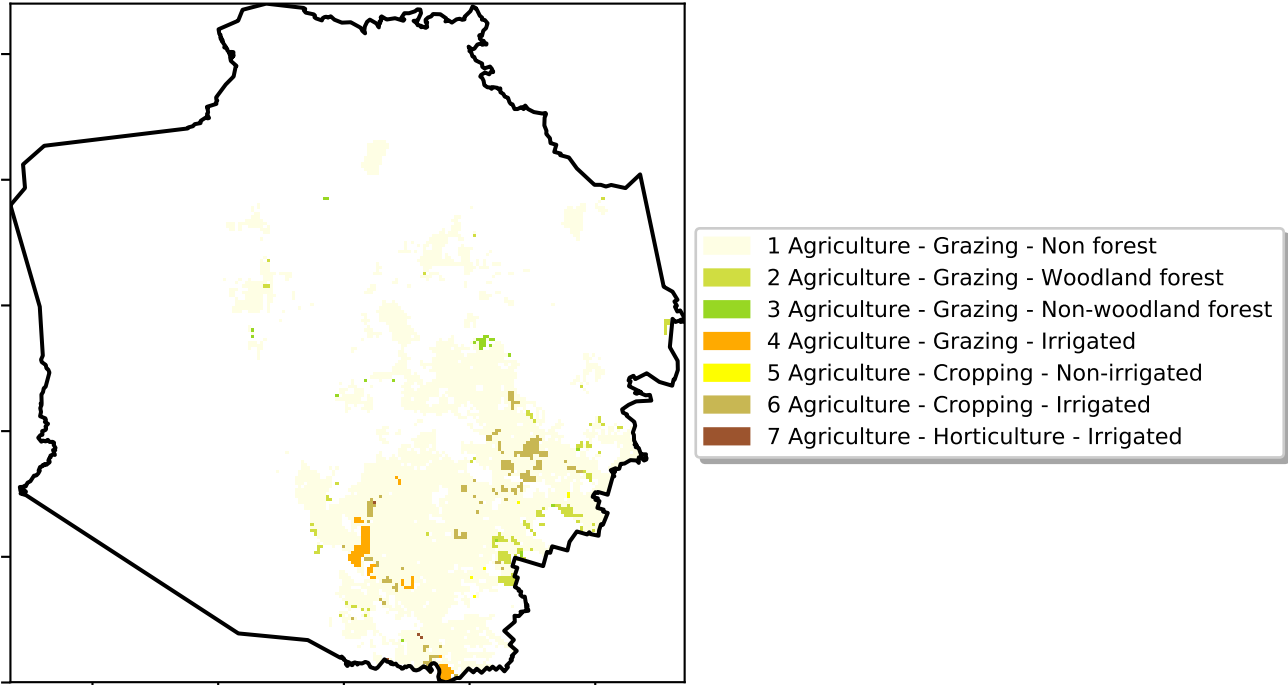 1 Agriculture - Grazing - Non forest
2 Agriculture - Grazing - Woodland forest
3 Agriculture - Grazing - Non-woodland forest
4 Agriculture - Grazing - Irrigated
5 Agriculture - Cropping - Non-irrigated
6 Agriculture - Cropping - Irrigated
7 Agriculture - Horticulture - Irrigated